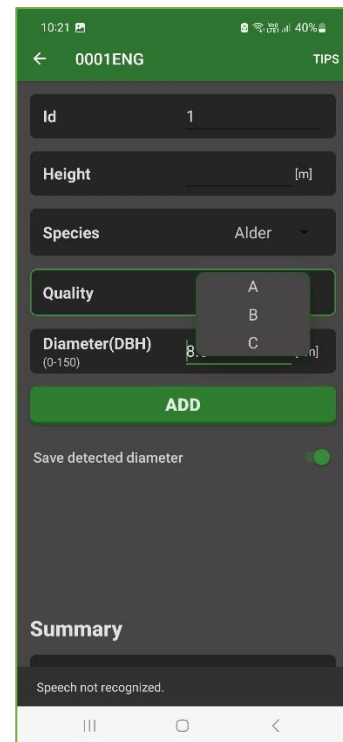 10:21 40%
0001ENG TIPS
Id 1
Height [m]
Species Alder
Quality
A
B
C
Diameter(DBH) 8.
(0-150)
ADD
Save detected diameter
Summary
Speech not recognized.